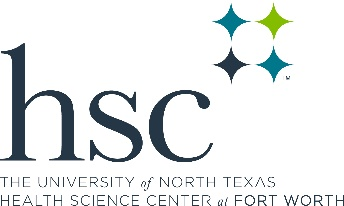 hsc
THE UNIVERSITY of NORTH TEXAS
HEALTH SCIENCE CENTER at FORT WORTH